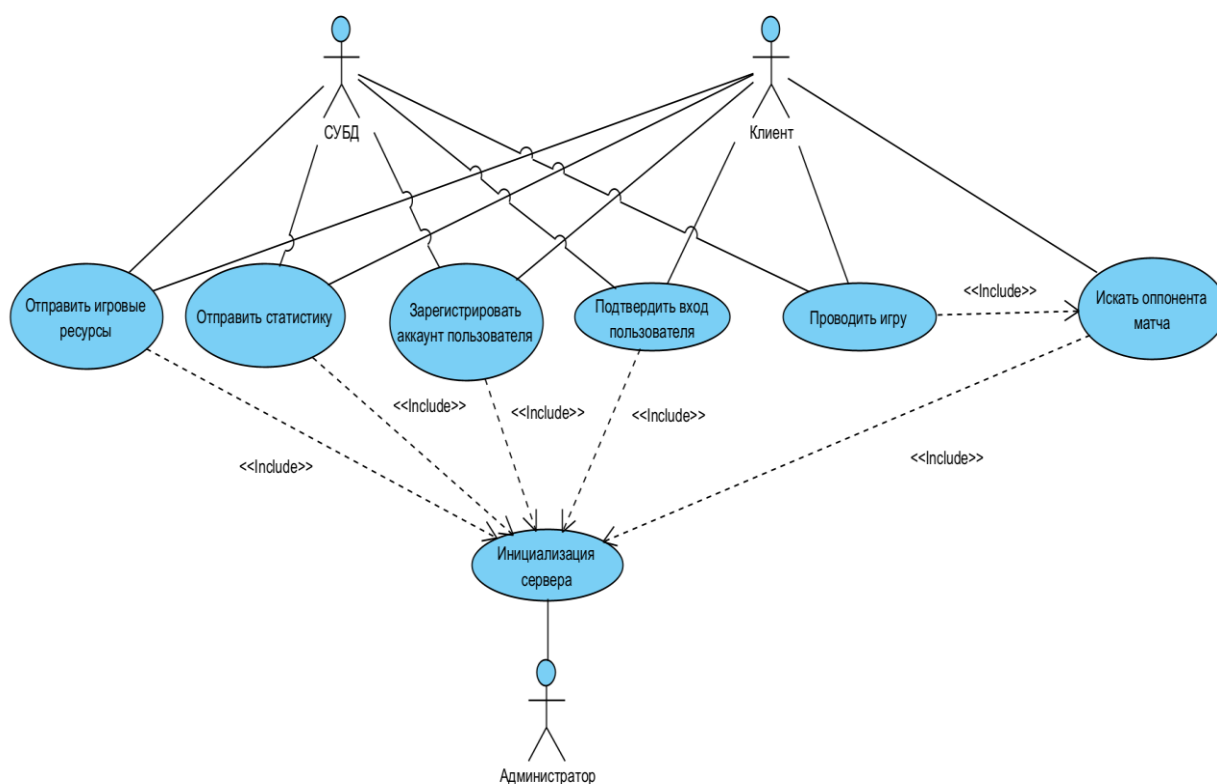 СУБД
Клиент
Отправить игровые
ресурсы
Отправить статистику
Зарегистрировать
аккаунт пользователя
Подтвердить вход
пользователя
Проводить игру
<<Include>>
Искать оппонента
матча
<<Include>>
<<Include>>
<<Include>>
<<Include>>
<<Include>>
Инициализация
сервера
Администратор